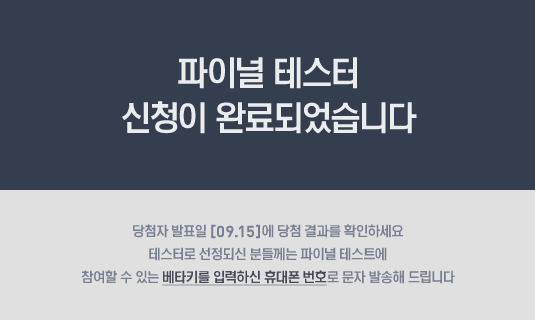 파이널 테스터
신청이 완료되었습니다
당첨자 발표일 [09.15]에 당첨 결과를 확인하세요
테스터로 선정되신 분들께는 파이널 테스트에
참여할 수 있는 베타키를 입력하신 휴대폰 번호로 문자 발송해 드립니다